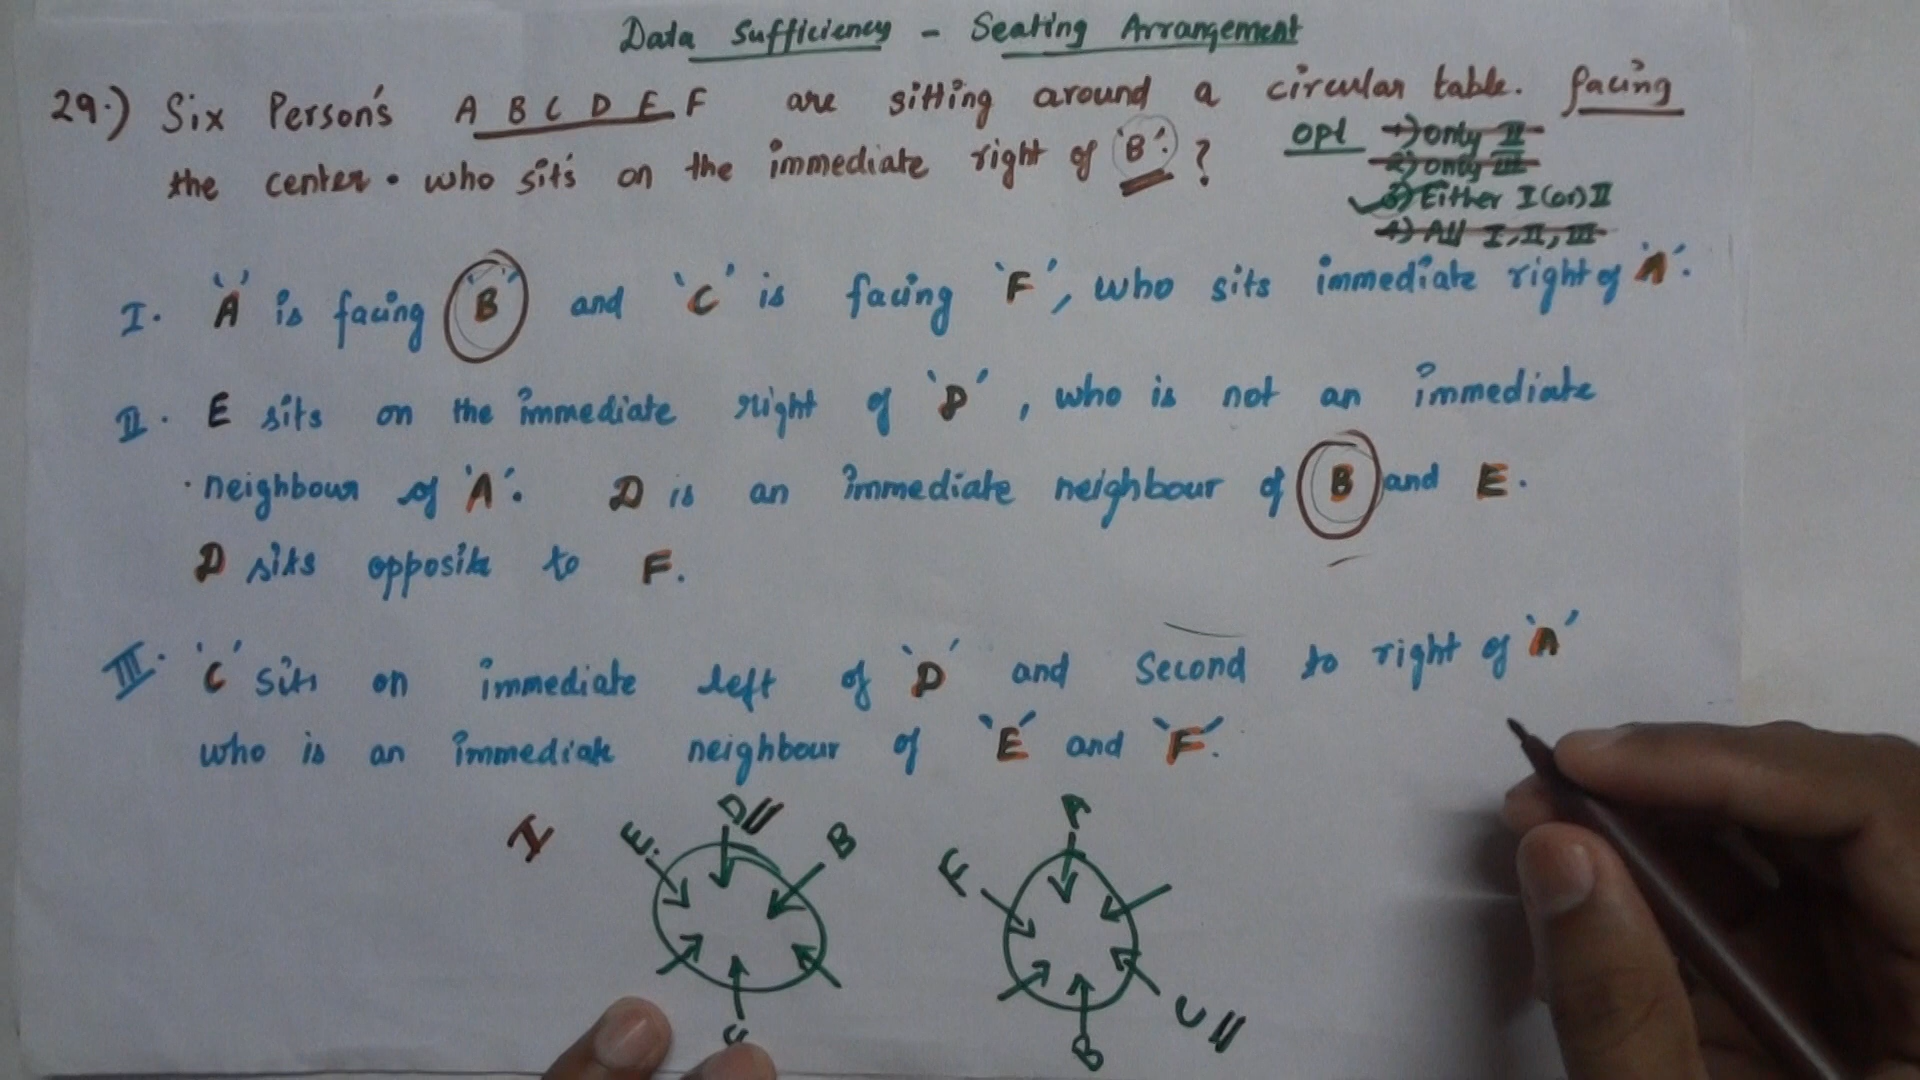 Data Sufficiency - Seating Arrangement
29.) Six Person's A B C D E F are sitting around a circular table. facing
the center. who sits on the immediate right of 'B'.?
opt 1) only II
2) only III
3) Either I (or) II
4) All I, II, III
I. 'A' is facing 'B' and 'C' is facing 'F', who sits immediate right of 'A'.
II. E sits on the immediate right of 'D', who is not an immediate
neighbour of 'A'. D is an immediate neighbour of B and E.
D sits opposite to F.
III. 'C' sits on immediate left of 'D' and Second to right of 'A'
who is an immediate neighbour of 'E' and 'F'.
I
E. D B
A F C B